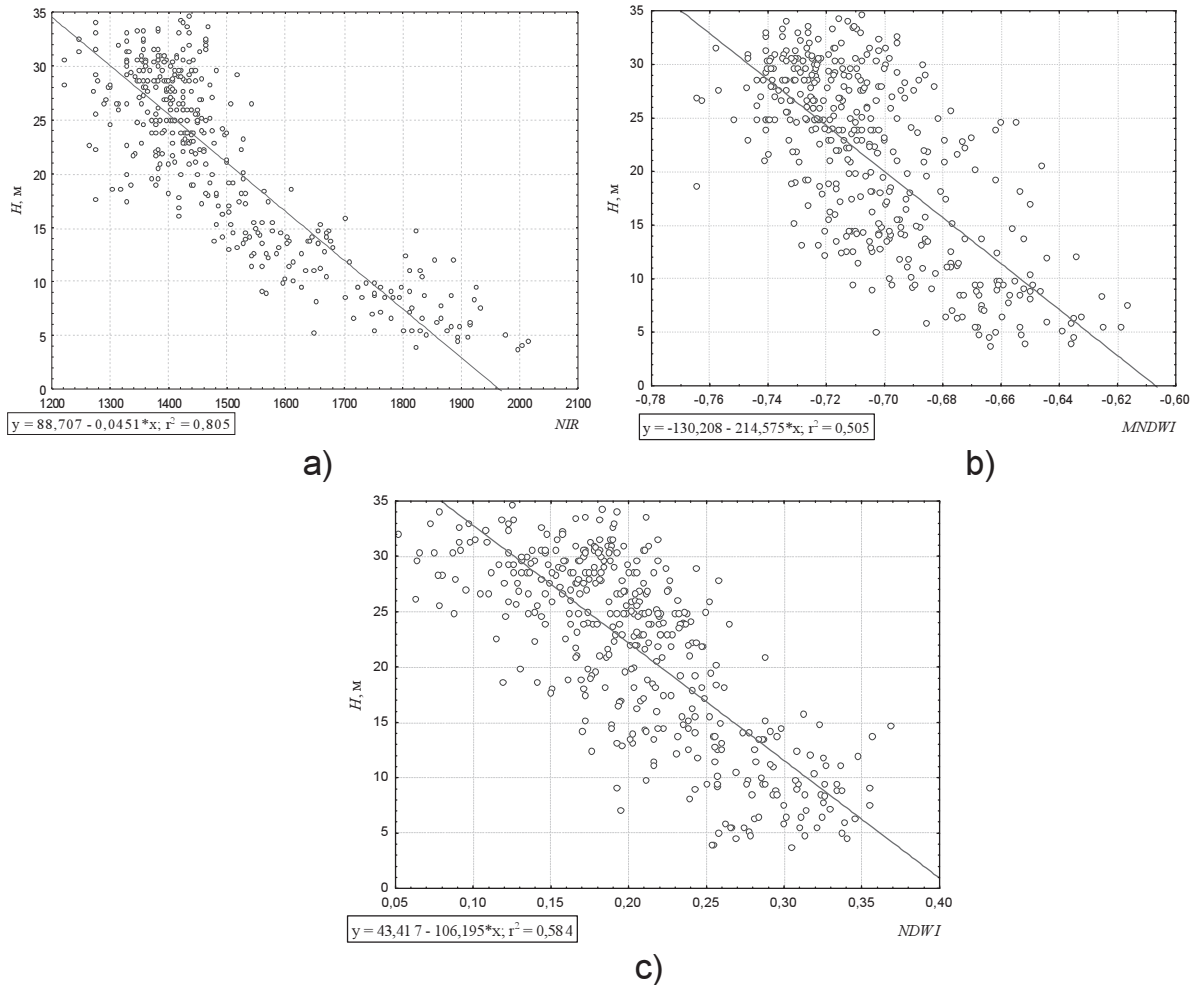 35
30
25
20
15
10
5
0
H, м
1200 1300 1400 1500 1600 1700 1800 1900 2000 2100
y = 88,707 - 0,0451*x; r² = 0,805
NIR
a)
35
30
25
20
15
10
5
0
H, м
-0,78 -0,76 -0,74 -0,72 -0,70 -0,68 -0,66 -0,64 -0,62 -0,60
y = -130,208 - 214,575*x; r² = 0,505
MNDWI
b)
35
30
25
20
15
10
5
0
H, м
0,05 0,10 0,15 0,20 0,25 0,30 0,35 0,40
y = 43,417 - 106,195*x; r² = 0,584
NDWI
c)